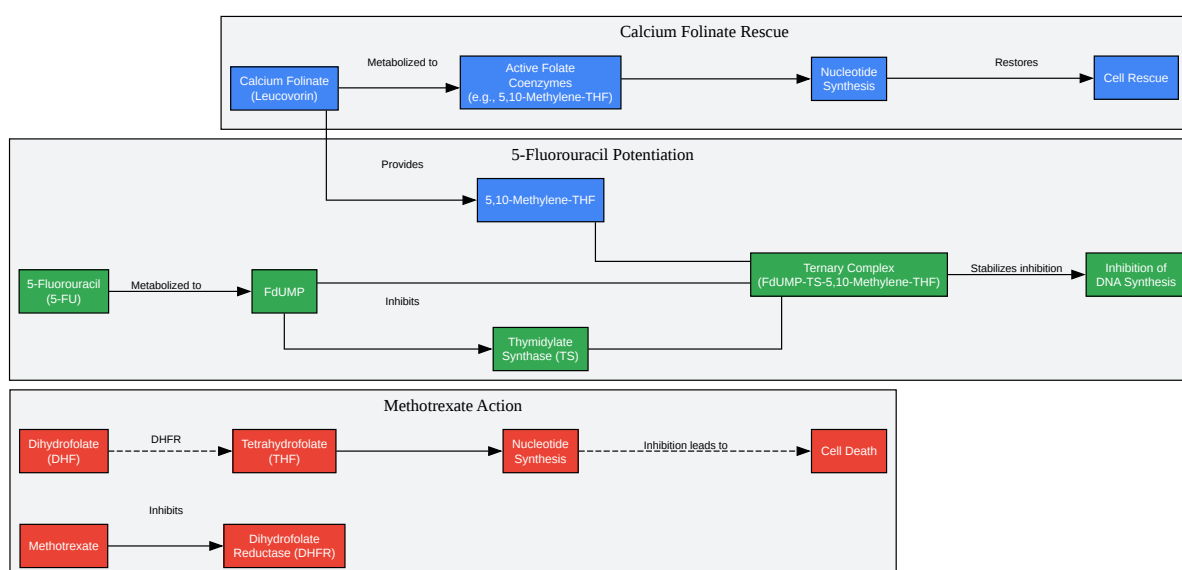 Calcium Folinate Rescue
Metabolized to
Restores
Calcium Folinate
(Leucovorin)
Active Folate
Coenzymes
(e.g., 5,10-Methylene-THF)
Nucleotide
Synthesis
Cell Rescue
5-Fluorouracil Potentiation
Provides
5,10-Methylene-THF
5-Fluorouracil
(5-FU)
Metabolized to
FdUMP
Inhibits
Ternary Complex
(FdUMP-TS-5,10-Methylene-THF)
Stabilizes inhibition
Inhibition of
DNA Synthesis
Thymidylate
Synthase (TS)
Methotrexate Action
Dihydrofolate
(DHF)
DHFR
Tetrahydrofolate
(THF)
Nucleotide
Synthesis
Inhibition leads to
Cell Death
Inhibits
Methotrexate
Dihydrofolate
Reductase (DHFR)